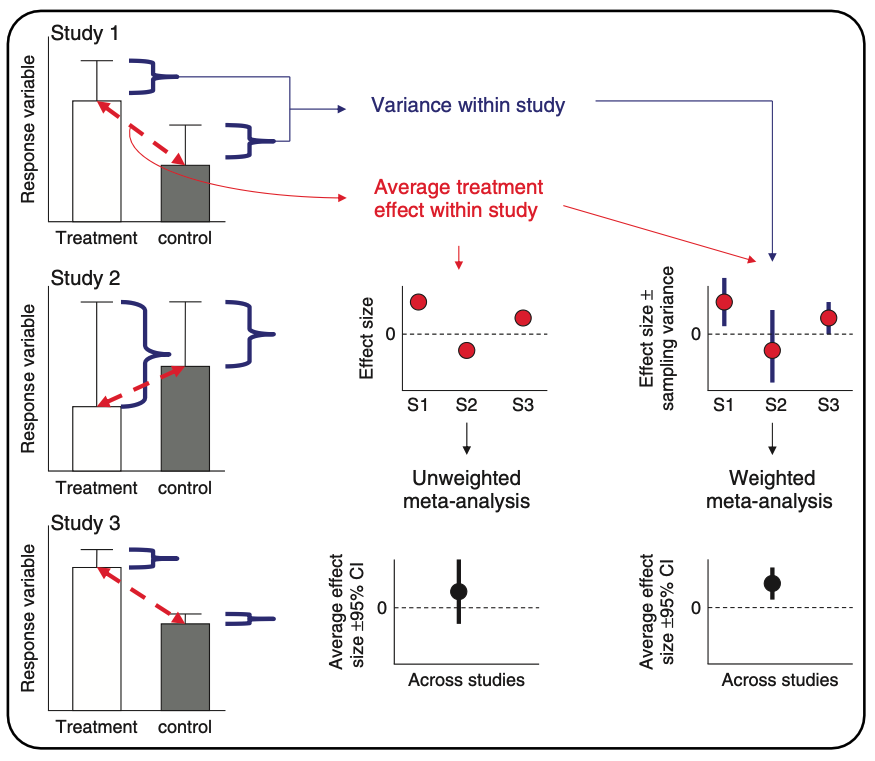 Study 1
Response variable
Treatment
control
Variance within study
Average treatment
effect within study
Study 2
Response variable
Treatment
control
Effect size
0
S1
S2
S3
Effect size ±
sampling variance
0
S1
S2
S3
Unweighted
meta-analysis
Weighted
meta-analysis
Study 3
Response variable
Treatment
control
Average effect
size ±95% CI
0
Across studies
Average effect
size ±95% CI
0
Across studies